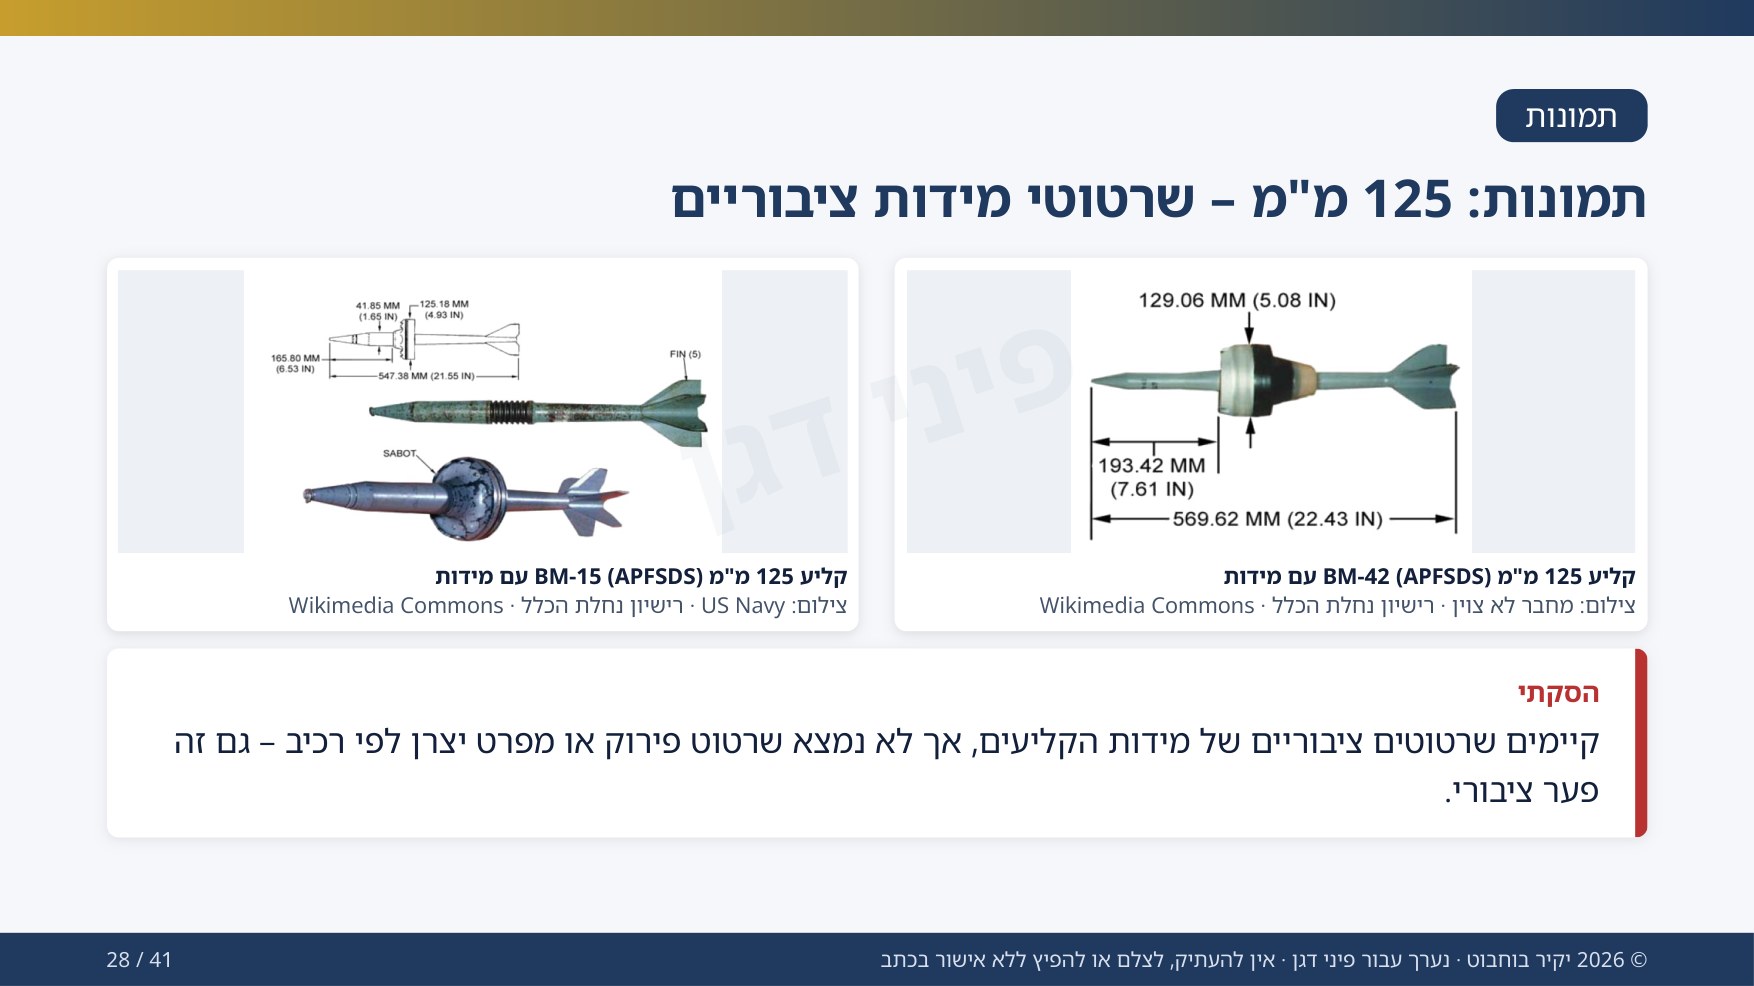 תמונות
תמונות: 125 מ"מ – שרטוטי מידות ציבוריים
129.06 MM (5.08 IN)
193.42 MM
(7.61 IN)
569.62 MM (22.43 IN)
קליע 125 מ"מ BM-42 (APFSDS) עם מידות
צילום: מחבר לא צוין · רישיון נחלת הכלל · Wikimedia Commons
41.85 MM
(1.65 IN)
125.18 MM
(4.93 IN)
165.80 MM
(6.53 IN)
547.38 MM (21.55 IN)
FIN (5)
SABOT
קליע 125 מ"מ BM-15 (APFSDS) עם מידות
צילום: US Navy · רישיון נחלת הכלל · Wikimedia Commons
פיני דגן
הסקתי
קיימים שרטוטים ציבוריים של מידות הקליעים, אך לא נמצא שרטוט פירוק או מפרט יצרן לפי רכיב – גם זה
פער ציבורי.
© 2026 יקיר בוחבוט · נערך עבור פיני דגן · אין להעתיק, לצלם או להפיץ ללא אישור בכתב
28 / 41